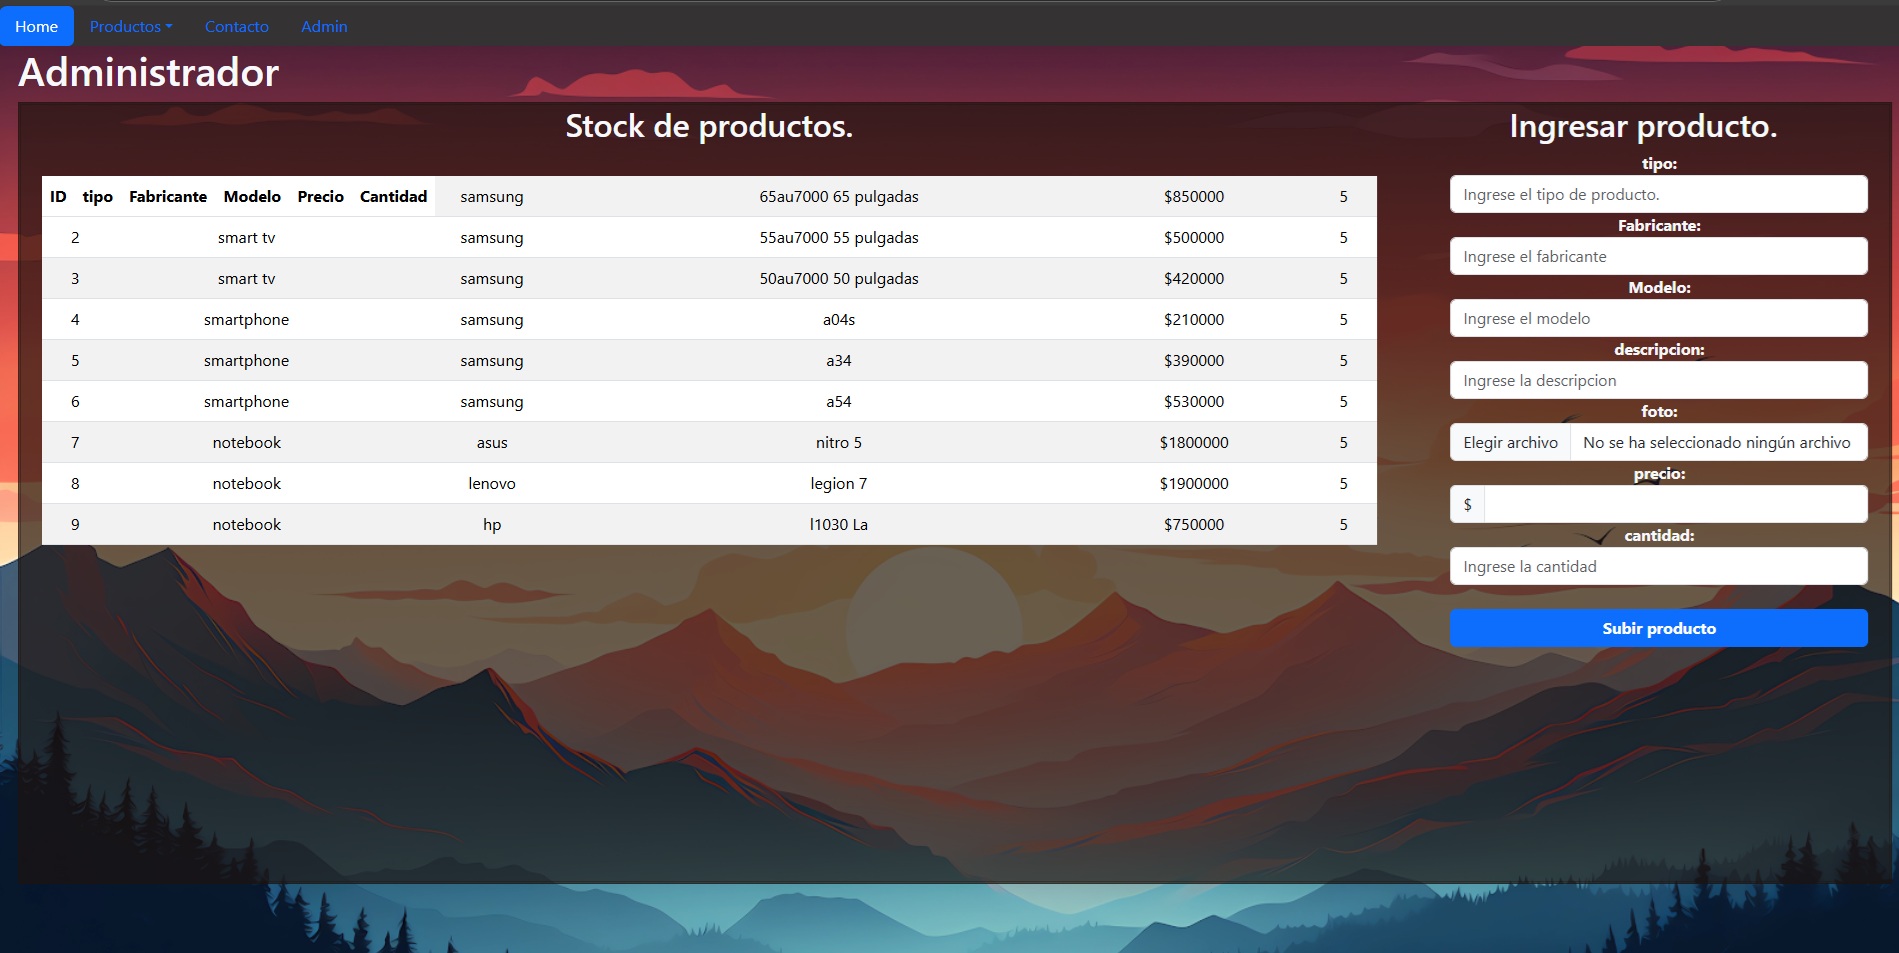 Home Productos Contacto Admin
Administrador
Stock de productos.
ID tipo Fabricante Modelo Precio Cantidad samsung 65au7000 65 pulgadas $850000 5
2 smart tv samsung 55au7000 55 pulgadas $500000 5
3 smart tv samsung 50au7000 50 pulgadas $420000 5
4 smartphone samsung a04s $210000 5
5 smartphone samsung a34 $390000 5
6 smartphone samsung a54 $530000 5
7 notebook asus nitro 5 $1800000 5
8 notebook lenovo legion 7 $1900000 5
9 notebook hp l1030 La $750000 5
Ingresar producto.
tipo:
Ingrese el tipo de producto.
Fabricante:
Ingrese el fabricante
Modelo:
Ingrese el modelo
descripcion:
Ingrese la descripcion
foto:
Elegir archivo No se ha seleccionado ningún archivo
precio:
$
cantidad:
Ingrese la cantidad
Subir producto